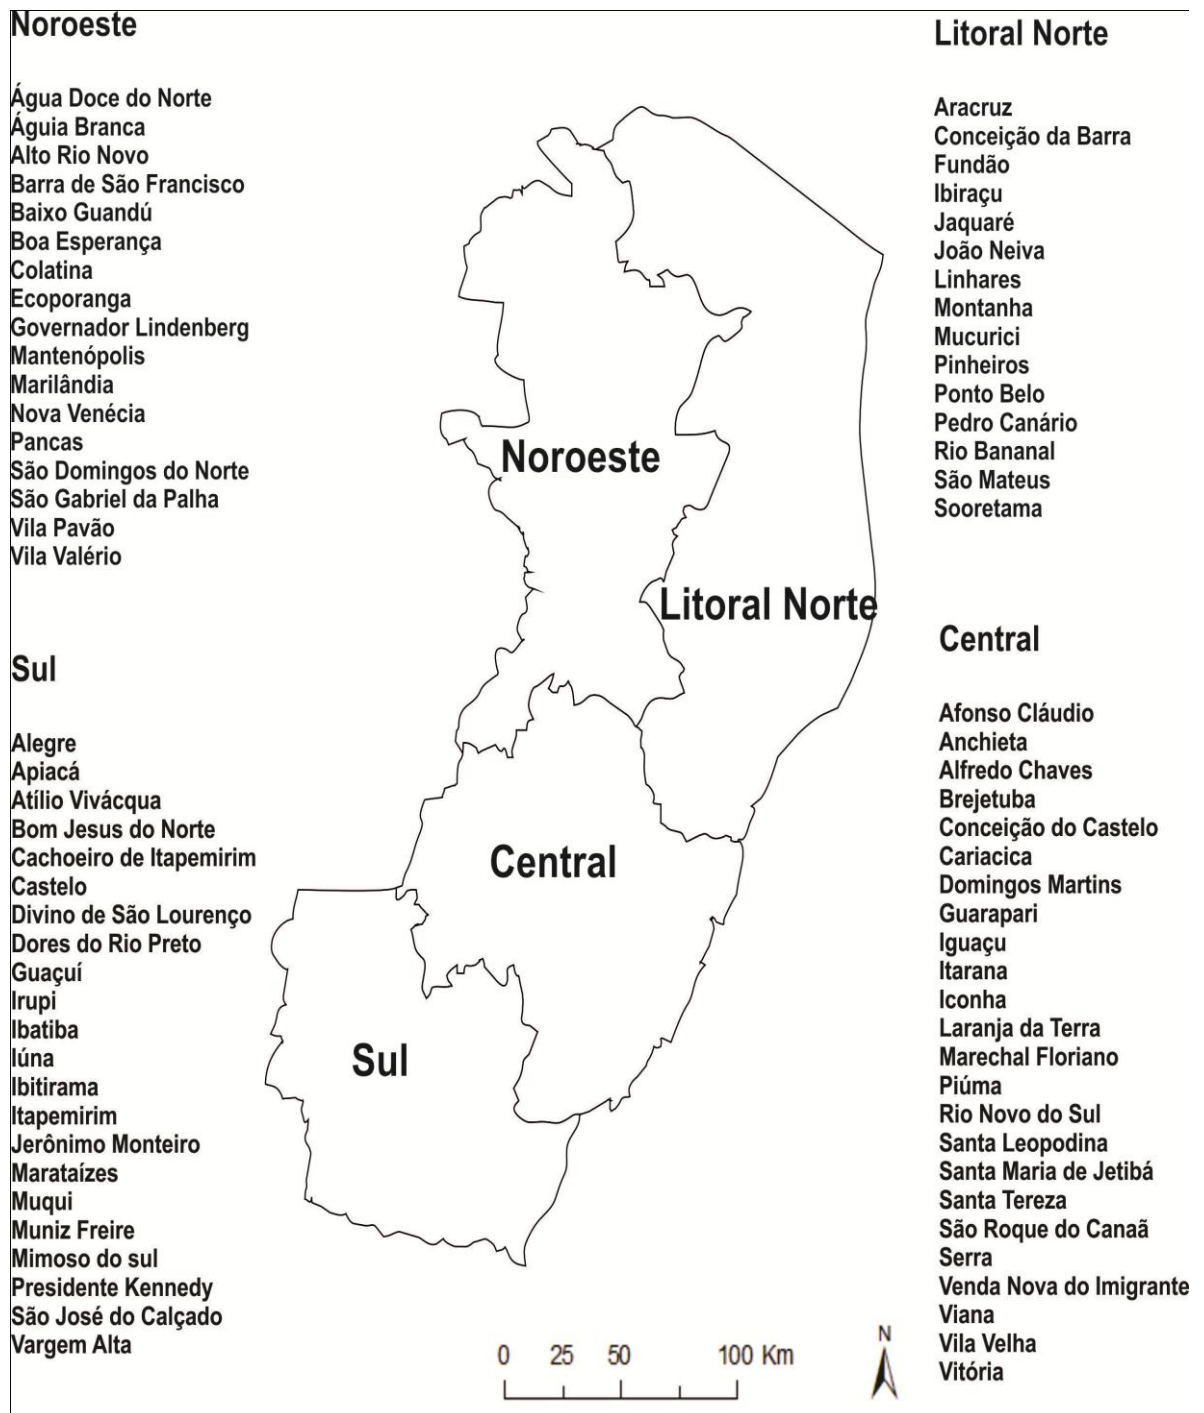 Noroeste
Água Doce do Norte
Águia Branca
Alto Rio Novo
Barra de São Francisco
Baixo Guandú
Boa Esperança
Colatina
Ecoporanga
Governador Lindenberg
Mantenópolis
Marilândia
Nova Venécia
Pancas
São Domingos do Norte
São Gabriel da Palha
Vila Pavão
Vila Valério
Sul
Alegre
Apiacá
Atílio Vivácqua
Bom Jesus do Norte
Cachoeiro de Itapemirim
Castelo
Divino de São Lourenço
Dores do Rio Preto
Guaçuí
Irupi
Ibatiba
Iúna
Ibitirama
Itapemirim
Jerônimo Monteiro
Marataízes
Muqui
Muniz Freire
Mimoso do sul
Presidente Kennedy
São José do Calçado
Vargem Alta
Noroeste
Litoral Norte
Central
Sul
0 25 50 100 Km
N
Litoral Norte
Aracruz
Conceição da Barra
Fundão
Ibiraçu
Jaquaré
João Neiva
Linhares
Montanha
Mucurici
Pinheiros
Ponto Belo
Pedro Canário
Rio Bananal
São Mateus
Sooretama
Central
Afonso Cláudio
Anchieta
Alfredo Chaves
Brejetuba
Conceição do Castelo
Cariacica
Domingos Martins
Guarapari
Iguaçu
Itarana
Iconha
Laranja da Terra
Marechal Floriano
Piúma
Rio Novo do Sul
Santa Leopodina
Santa Maria de Jetibá
Santa Tereza
São Roque do Canaã
Serra
Venda Nova do Imigrante
Viana
Vila Velha
Vitória